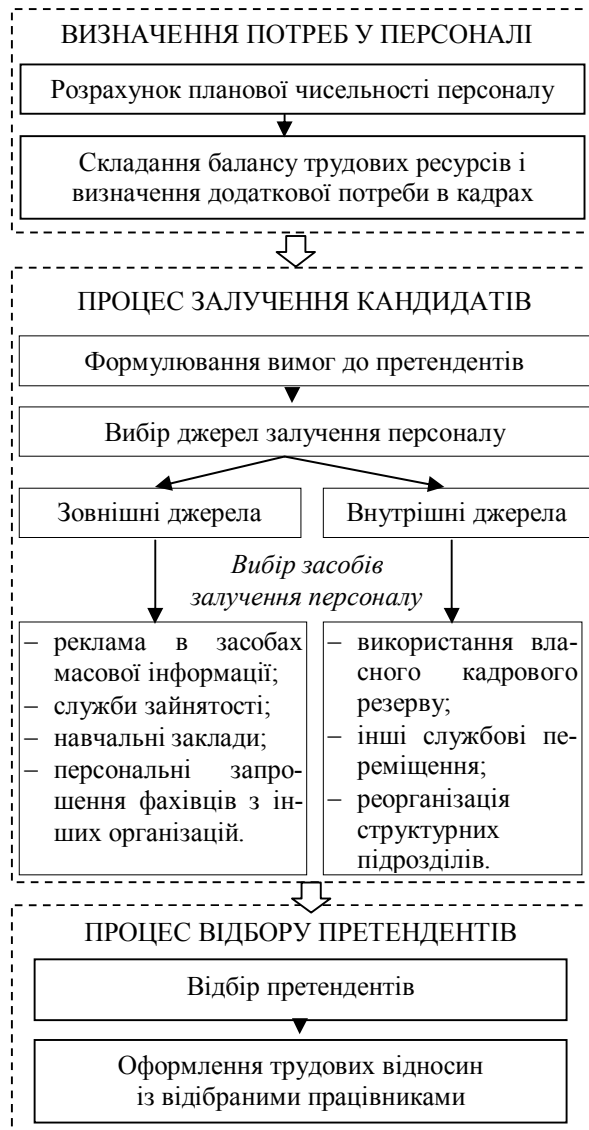 ВИЗНАЧЕННЯ ПОТРЕБ У ПЕРСОНАЛІ
Розрахунок планової чисельності персоналу
Складання балансу трудових ресурсів і
визначення додаткової потреби в кадрах
ПРОЦЕС ЗАЛУЧЕННЯ КАНДИДАТІВ
Формулювання вимог до претендентів
Вибір джерел залучення персоналу
Зовнішні джерела
Внутрішні джерела
Вибір засобів
залучення персоналу
– реклама в засобах
масової інформації;
– служби зайнятості;
– навчальні заклади;
– персональні запро-
шення фахівців з ін-
ших організацій.
– використання вла-
сного кадрового
резерву;
– інші службові пе-
реміщення;
– реорганізація
структурних
підрозділів.
ПРОЦЕС ВІДБОРУ ПРЕТЕНДЕНТІВ
Відбір претендентів
Оформлення трудових відносин
із відібраними працівниками